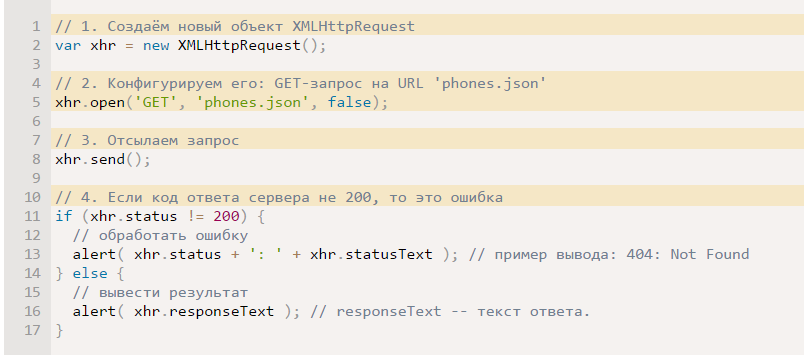 1 // 1. Создаём новый объект XMLHttpRequest
2 var xhr = new XMLHttpRequest();
3
4 // 2. Конфигурируем его: GET-запрос на URL 'phones.json'
5 xhr.open('GET', 'phones.json', false);
6
7 // 3. Отсылаем запрос
8 xhr.send();
9
10 // 4. Если код ответа сервера не 200, то это ошибка
11 if (xhr.status != 200) {
12   // обработать ошибку
13   alert( xhr.status + ': ' + xhr.statusText ); // пример вывода: 404: Not Found
14 } else {
15   // вывести результат
16   alert( xhr.responseText ); // responseText -- текст ответа.
17 }